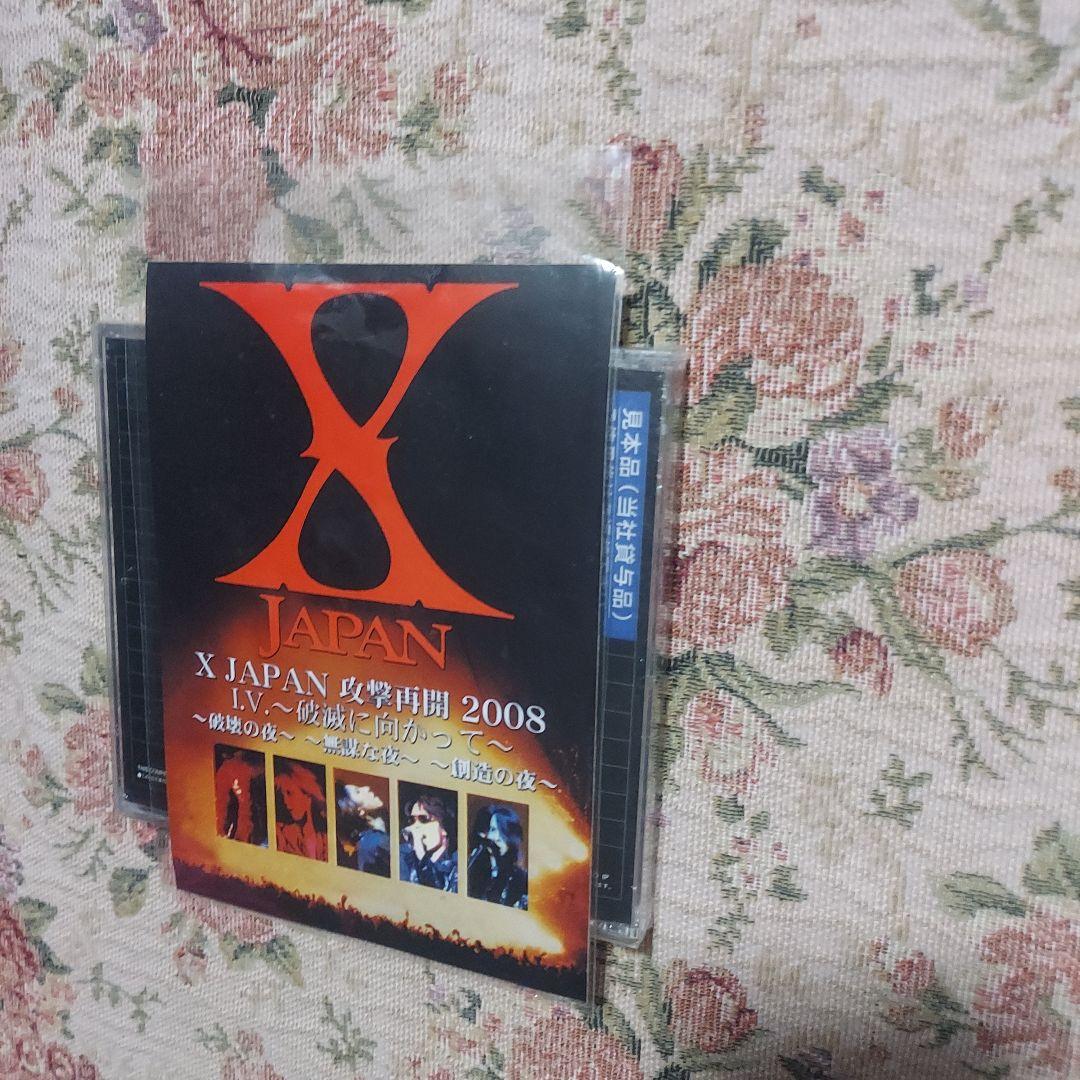 X
JAPAN
X JAPAN 攻撃再開 2008
I.V.～破滅に向かって～
～破壊の夜～ ～無謀な夜～ ～創造の夜～
見本品（当社貸与品）